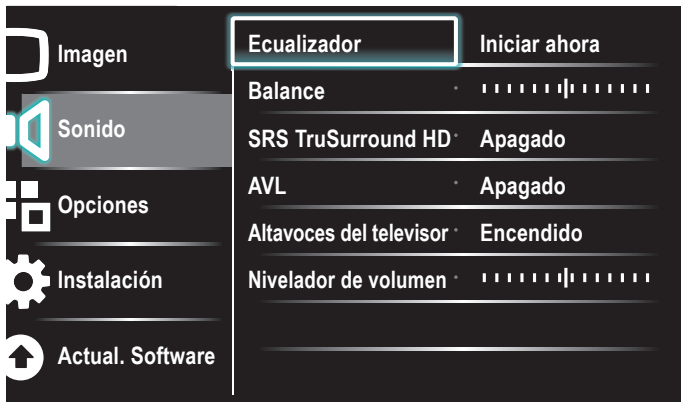 Imagen
Sonido
Opciones
Instalación
Actual. Software
Ecualizador Iniciar ahora
Balance
SRS TruSurround HD Apagado
AVL Apagado
Altavoces del televisor Encendido
Nivelador de volumen